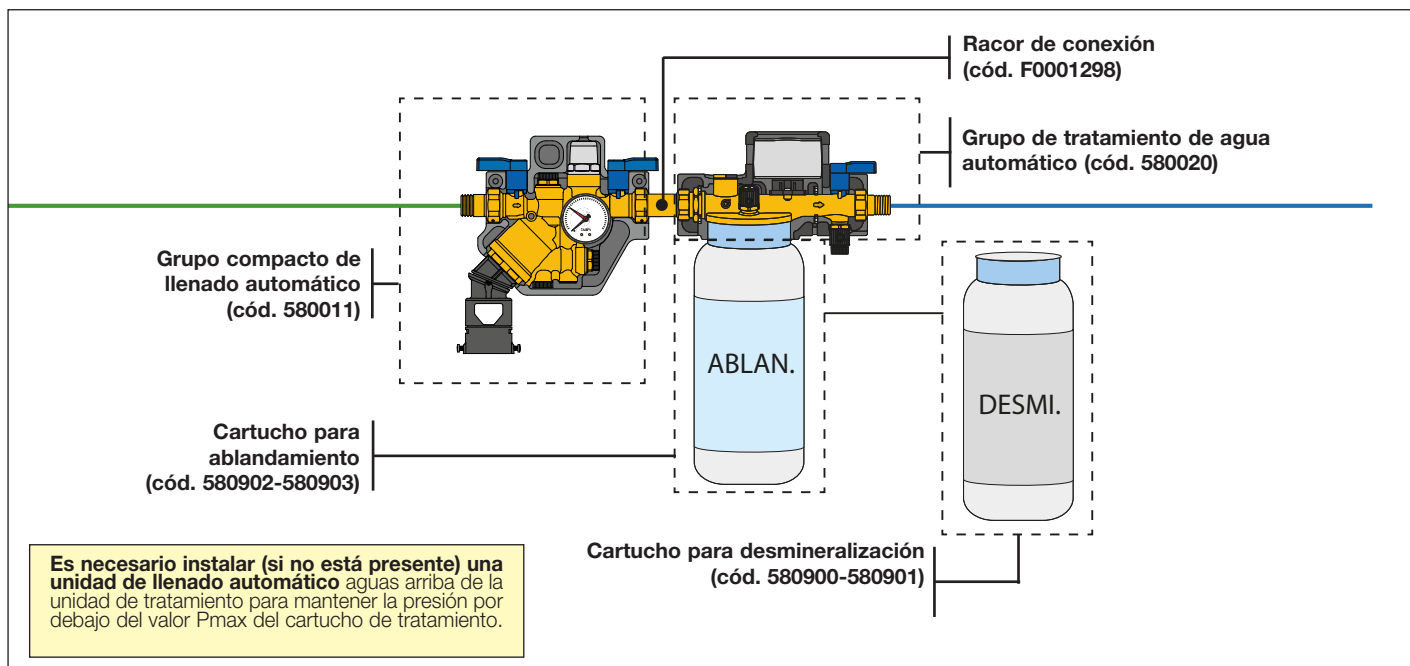 Racor de conexión
(cód. F0001298)
Grupo de tratamiento de agua
automático (cód. 580020)
Grupo compacto de
llenado automático
(cód. 580011)
ABLAN.
DESMI.
Cartucho para
ablandamiento
(cód. 580902-580903)
Cartucho para desmineralización
(cód. 580900-580901)
Es necesario instalar (si no está presente) una
unidad de llenado automático aguas arriba de la
unidad de tratamiento para mantener la presión por
debajo del valor Pmax del cartucho de tratamiento.